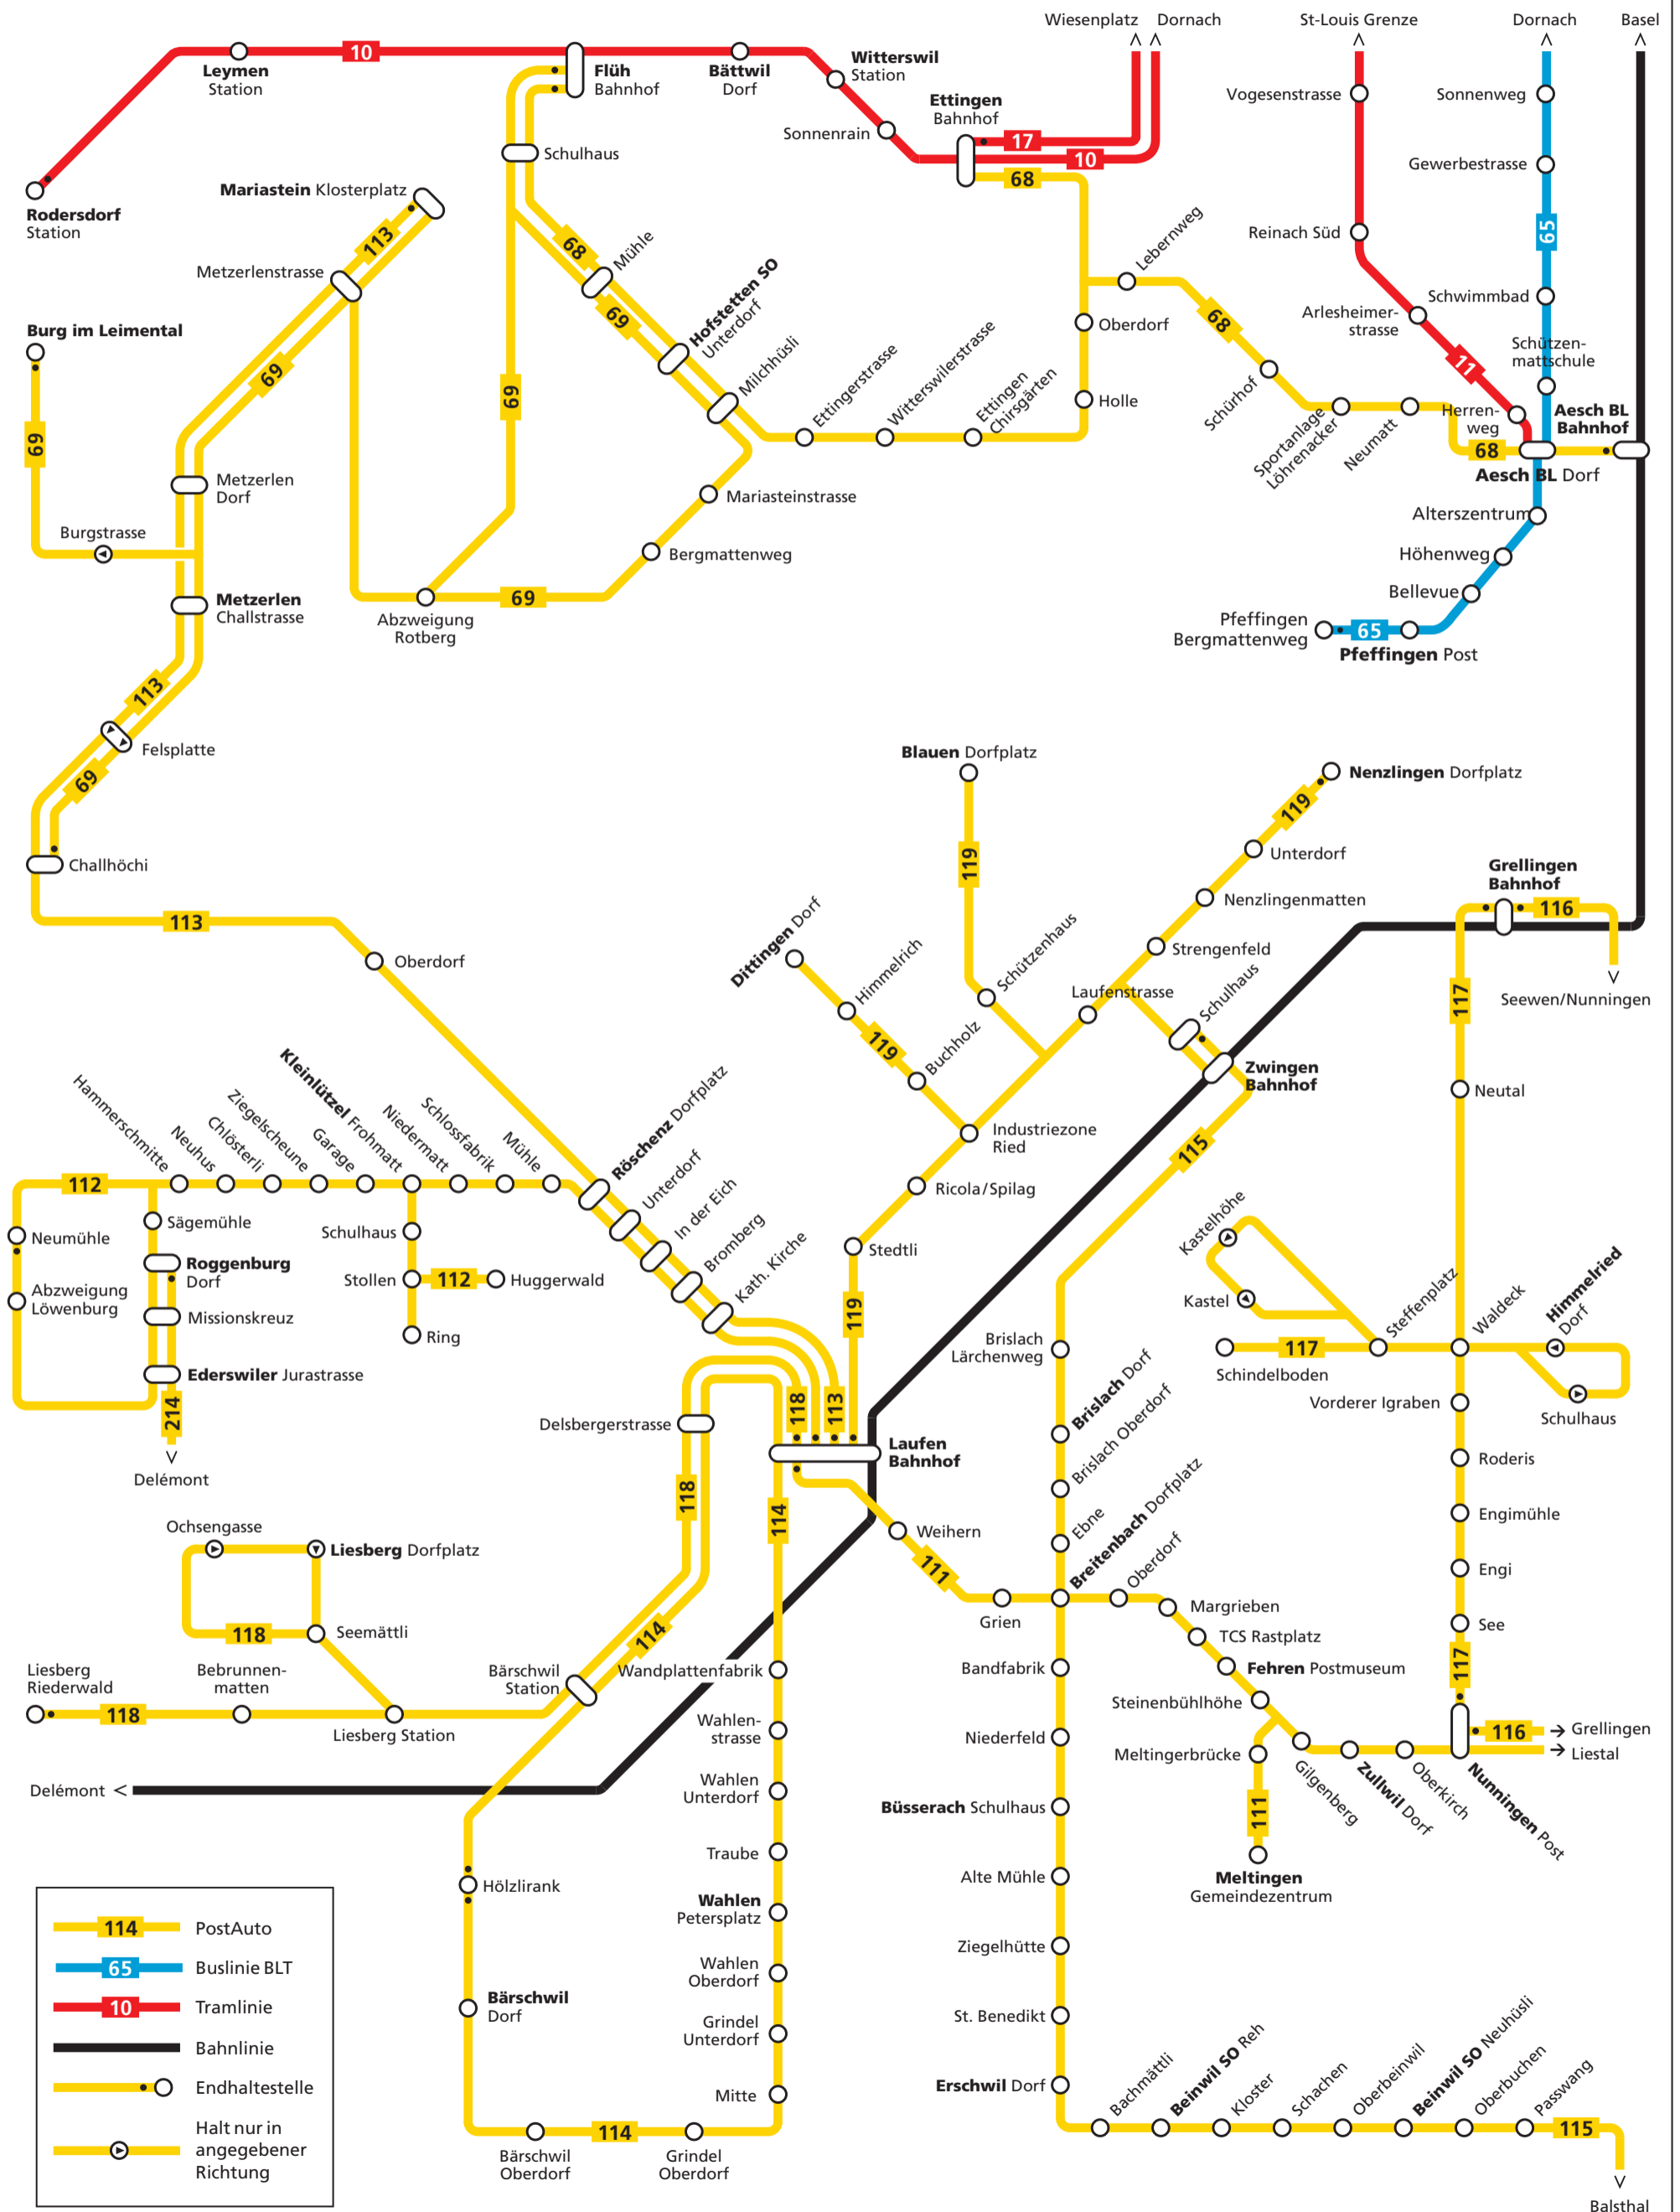 Wiesenplatz
Dornach
St-Louis Grenze
Dornach
Basel
10
Leymen
Station
Flüh
Bahnhof
Bättwil
Dorf
Witterswil
Station
Sonnenrain
Ettingen
Bahnhof
17
10
68
Rodersdorf
Station
Vogesenstrasse
Reinach Süd
Arlesheimer-
strasse
11
Herren-
weg
Sonnenweg
Gewerbestrasse
65
Schwimmbad
Schützen-
mattschule
Aesch BL
Bahnhof
Aesch BL Dorf
68
Alterszentrum
Höhenweg
Bellevue
Pfeffingen
Bergmattenweg
65
Pfeffingen Post
Schulhaus
Mariastein Klosterplatz
113
Metzerlenstrasse
69
Burg im Leimental
69
Burgstrasse
Metzerlen
Dorf
Metzerlen
Challstrasse
113
Felsplatte
69
Challhöchi
113
68
Mühle
69
Hofstetten SO
Unterdorf
Milchhüsli
69
Ettingerstrasse
Witterswilerstrasse
Ettingen
Chirsgärten
Lebernweg
Oberdorf
Holle
68
Schürhof
Sportanlage
Löhrenacker
Neumatt
Mariasteinstrasse
Bergmattenweg
69
Abzweigung
Rotberg
Oberdorf
Blauen Dorfplatz
119
Nenzlingen Dorfplatz
119
Unterdorf
Nenzlingenmatten
Strengenfeld
Laufenstrasse
Schulhaus
Zwingen
Bahnhof
Dittingen Dorf
Himmelrich
119
Buchholz
Schützenhaus
Industriezone
Ried
Ricola/Spilag
Stedtli
119
Grellingen
Bahnhof
116
Seewen/Nunningen
117
Neutal
115
Hammerschmitte
Neuhus
Chlösterli
Ziegelscheune
Garage
Kleinlützel Frohmatt
Niedermatt
Schlossfabrik
Mühle
Röschenz Dorfplatz
Unterdorf
In der Eich
Bromberg
Kath. Kirche
112
Neumühle
Abzweigung
Löwenburg
Sägemühle
Roggenburg
Dorf
Missionskreuz
Ederswiler Jurastrasse
214
Delémont
Schulhaus
Stollen
112
Huggerwald
Ring
Delsbergerstrasse
118
113
Laufen
Bahnhof
118
114
Kastelhöhe
Kastel
117
Schindelboden
Steffenplatz
Waldeck
Himmelried
Dorf
Schulhaus
Vorderer Igraben
Roderis
Engimühle
Engi
See
117
116
Grellingen
Liestal
Nunningen Post
Brislach
Lärchenweg
Brislach Dorf
Brislach Oberdorf
Ebne
Breitenbach Dorfplatz
Oberdorf
Weihern
111
Grien
Margrieben
TCS Rastplatz
Fehren Postmuseum
Steinenbühlhöhe
Meltingerbrücke
111
Meltingen
Gemeindezentrum
Gilgenberg
Zullwil Dorf
Oberkirch
Ochsengasse
Liesberg Dorfplatz
118
Seemättli
Liesberg
Riederwald
118
Bebrunnen-
matten
Liesberg Station
Bärschwil
Station
114
Delémont
Hölzlirank
Bärschwil
Dorf
Bärschwil
Oberdorf
114
Grindel
Oberdorf
Wandplattenfabrik
Wahlen-
strasse
Wahlen
Unterdorf
Traube
Wahlen
Petersplatz
Wahlen
Oberdorf
Grindel
Unterdorf
Mitte
Bandfabrik
Niederfeld
Büsserach Schulhaus
Alte Mühle
Ziegelhütte
St. Benedikt
Erschwil Dorf
Bachmättli
Beinwil SO Reh
Kloster
Schachen
Oberbeinwil
Beinwil SO Neuhüsli
Oberbuchen
Passwang
115
Balsthal
114
PostAuto
65
Buslinie BLT
10
Tramlinie
Bahnlinie
Endhaltestelle
Halt nur in
angegebener
Richtung